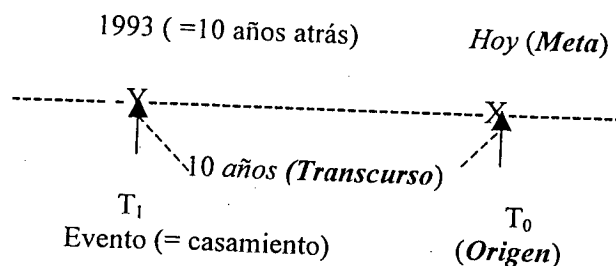 1993 ( =10 años atrás) Hoy (Meta)
X X
10 años (Transcurso)
T₁ T₀
Evento (= casamiento) (Origen)